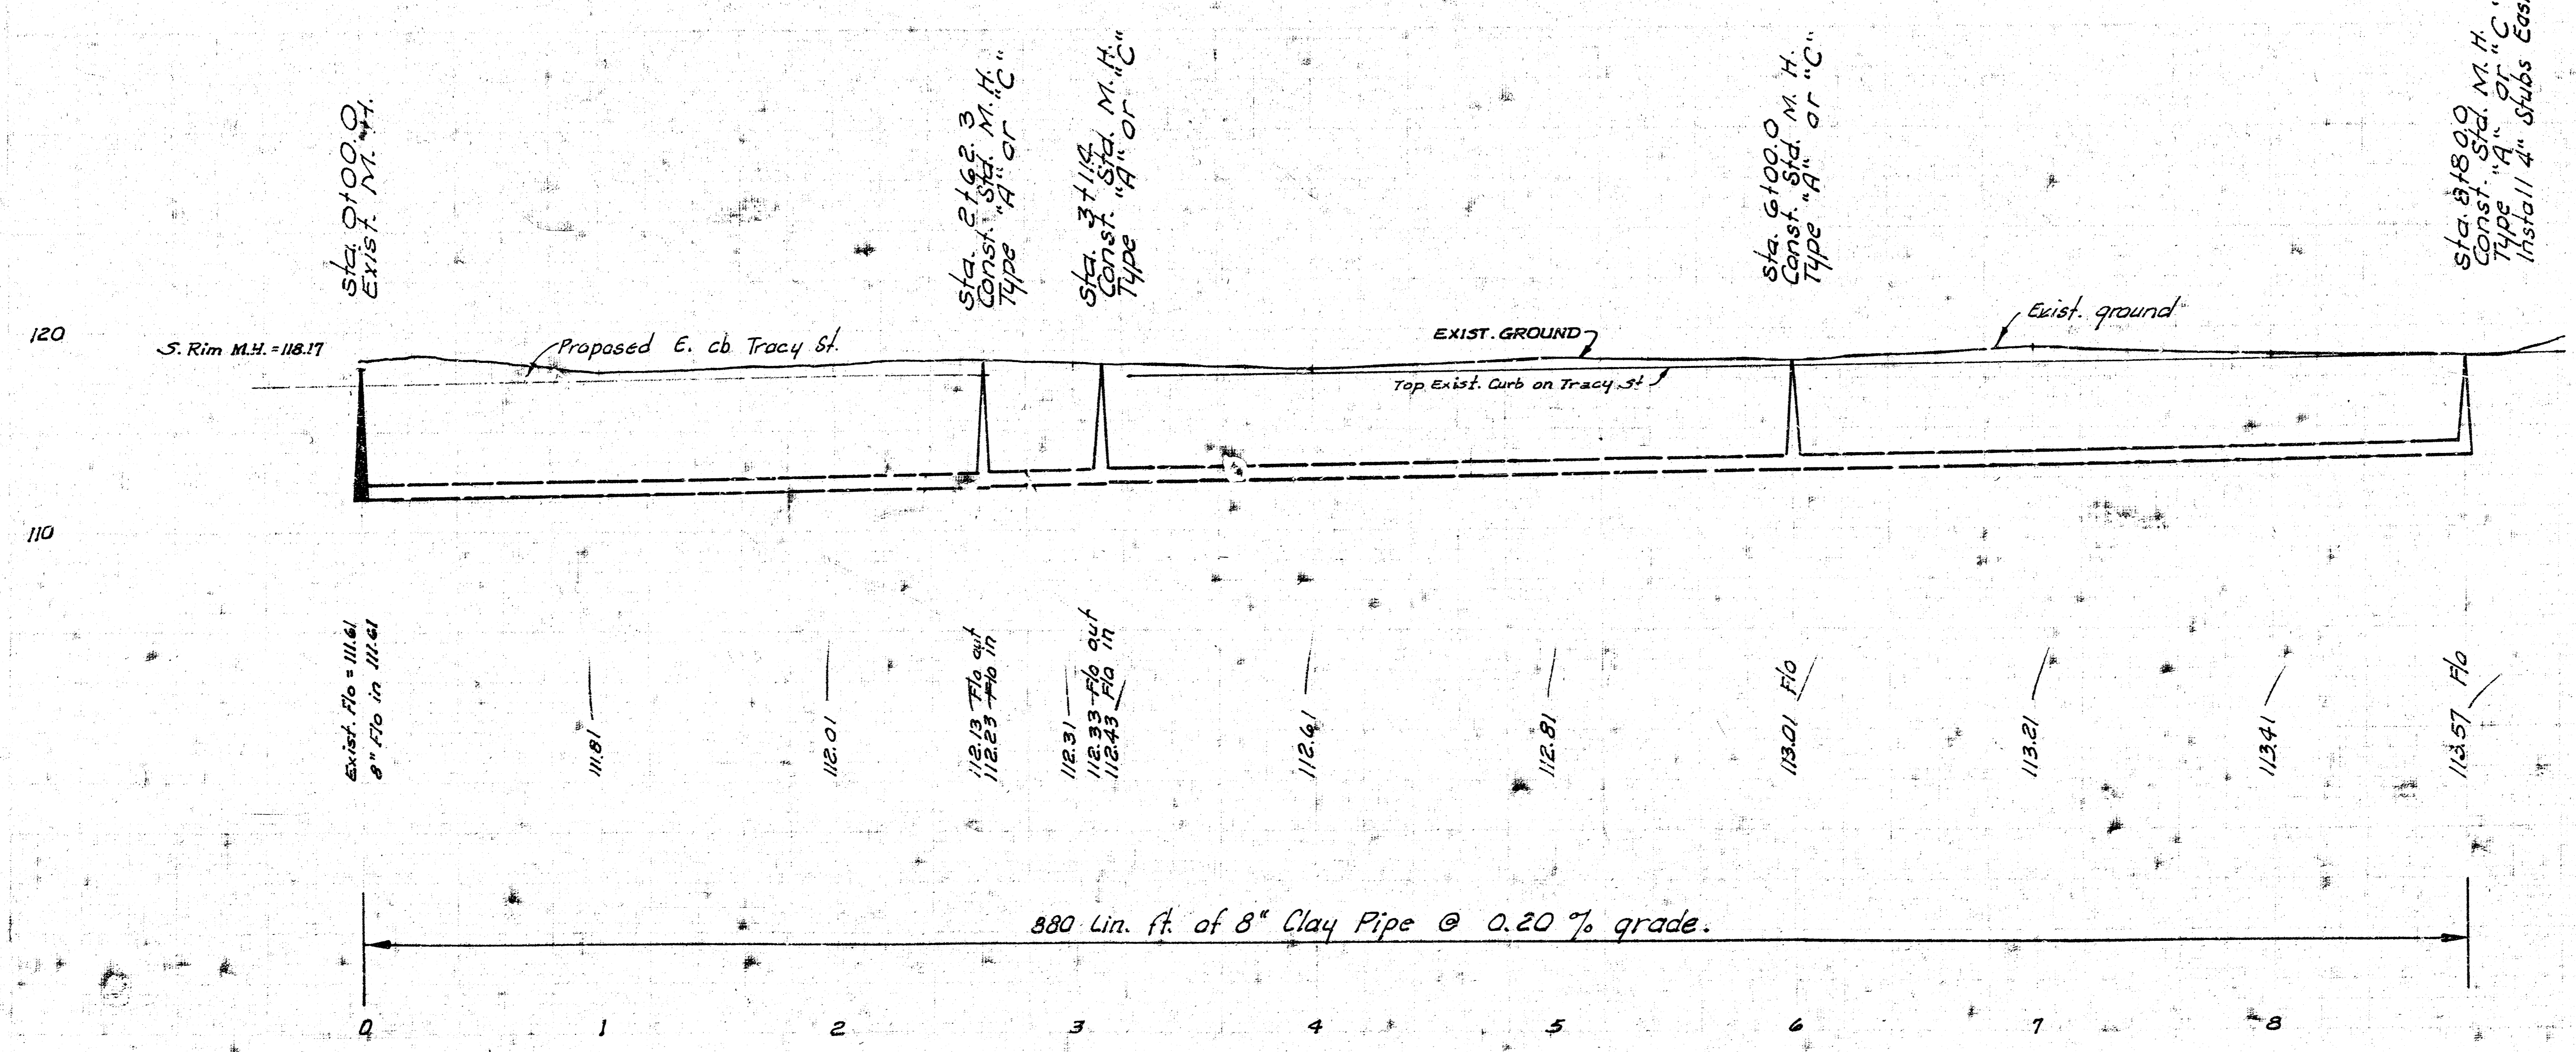 Sta. 0+00.0
Exist. M.H.
Sta. 2+62.3
Const. Std. M.H.
Type "A" or "C"
Sta. 3+11.4
Const. Std. M.H.
Type "A" or "C"
Sta. 6+00.0
Const. Std. M.H.
Type "A" or "C"
Sta. 8+80.0
Const. Std. M.H.
Type "A" or "C"
Install 4" Stubs
120
S. Rim M.H. = 118.17
Proposed E. cb Tracy St.
EXIST. GROUND
Exist. ground
Top Exist. Curb on Tracy St
110
Exist. Flo = 111.61
8" Flo in 111.61
111.81
112.01
112.13 Flo out
112.23 Flo in
112.31
112.33 Flo out
112.43 Flo in
112.61
112.81
113.01 Flo
113.21
113.41
113.57 Flo
880 Lin. ft. of 8" Clay Pipe @ 0.20 % grade.
0 1 2 3 4 5 6 7 8